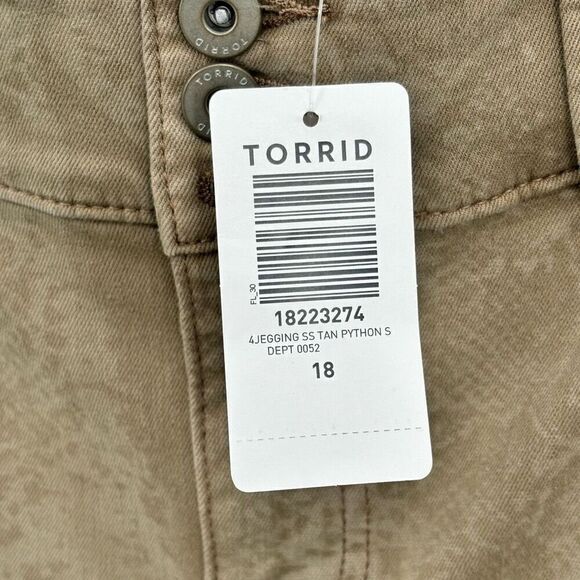 TORRID
TORRID
TORRID
FL_30
18223274
4JEGGING SS TAN PYTHON S
DEPT 0052
18